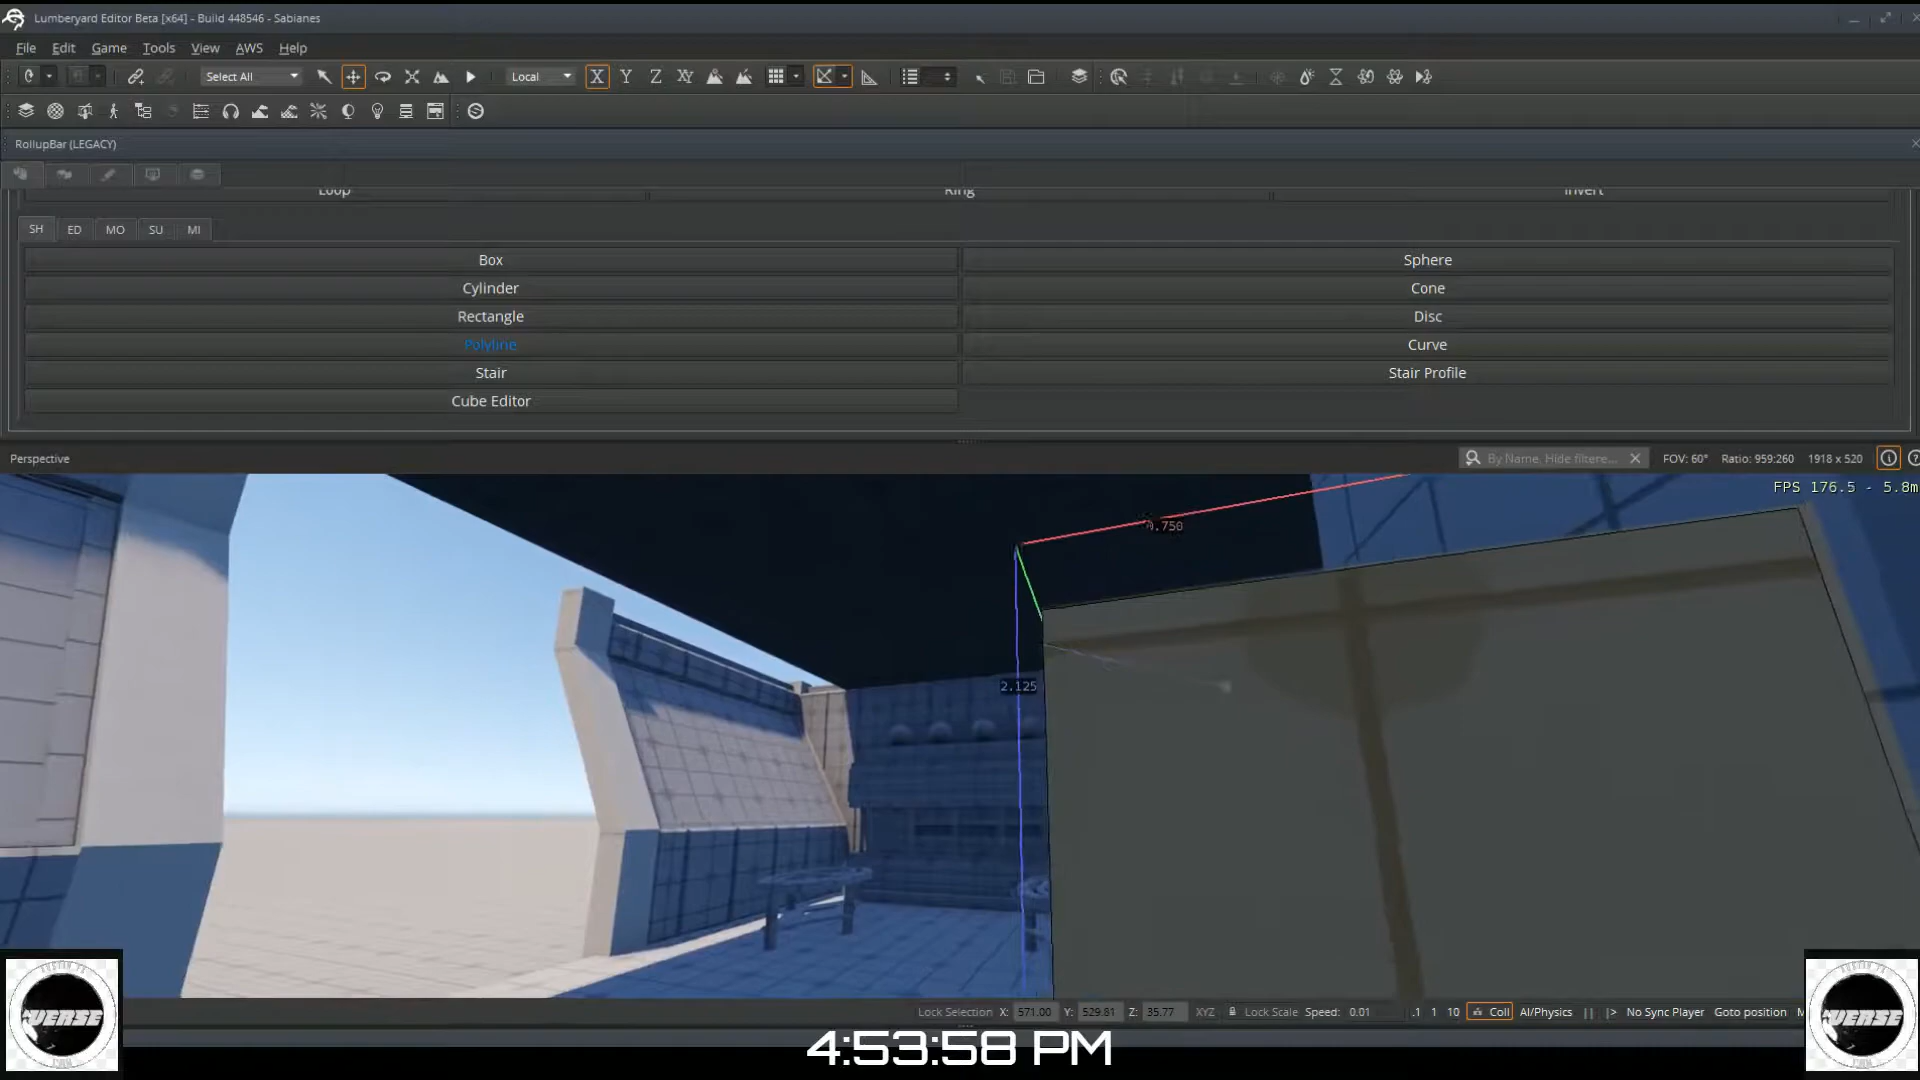 Lumberyard Editor Beta [x64] - Build 448546 - Sabianes
File Edit Game Tools View AWS Help
Select All
Local
X Y Z XY
RollupBar (LEGACY)
Loop Ring Invert
SH ED MO SU MI
Box Sphere
Cylinder Cone
Rectangle Disc
Polyline Curve
Stair Stair Profile
Cube Editor
Perspective By Name, Hide filtere... FOV: 60° Ratio: 959:260 1918 x 520
FPS 176.5 - 5.8m
2.125
Lock Selection X: 571.00 Y: 529.81 Z: 35.77 XYZ Lock Scale Speed: 0.01 .1 1 10 Coll AI/Physics No Sync Player Goto position
4:53:58 PM
VERSE
VERSE